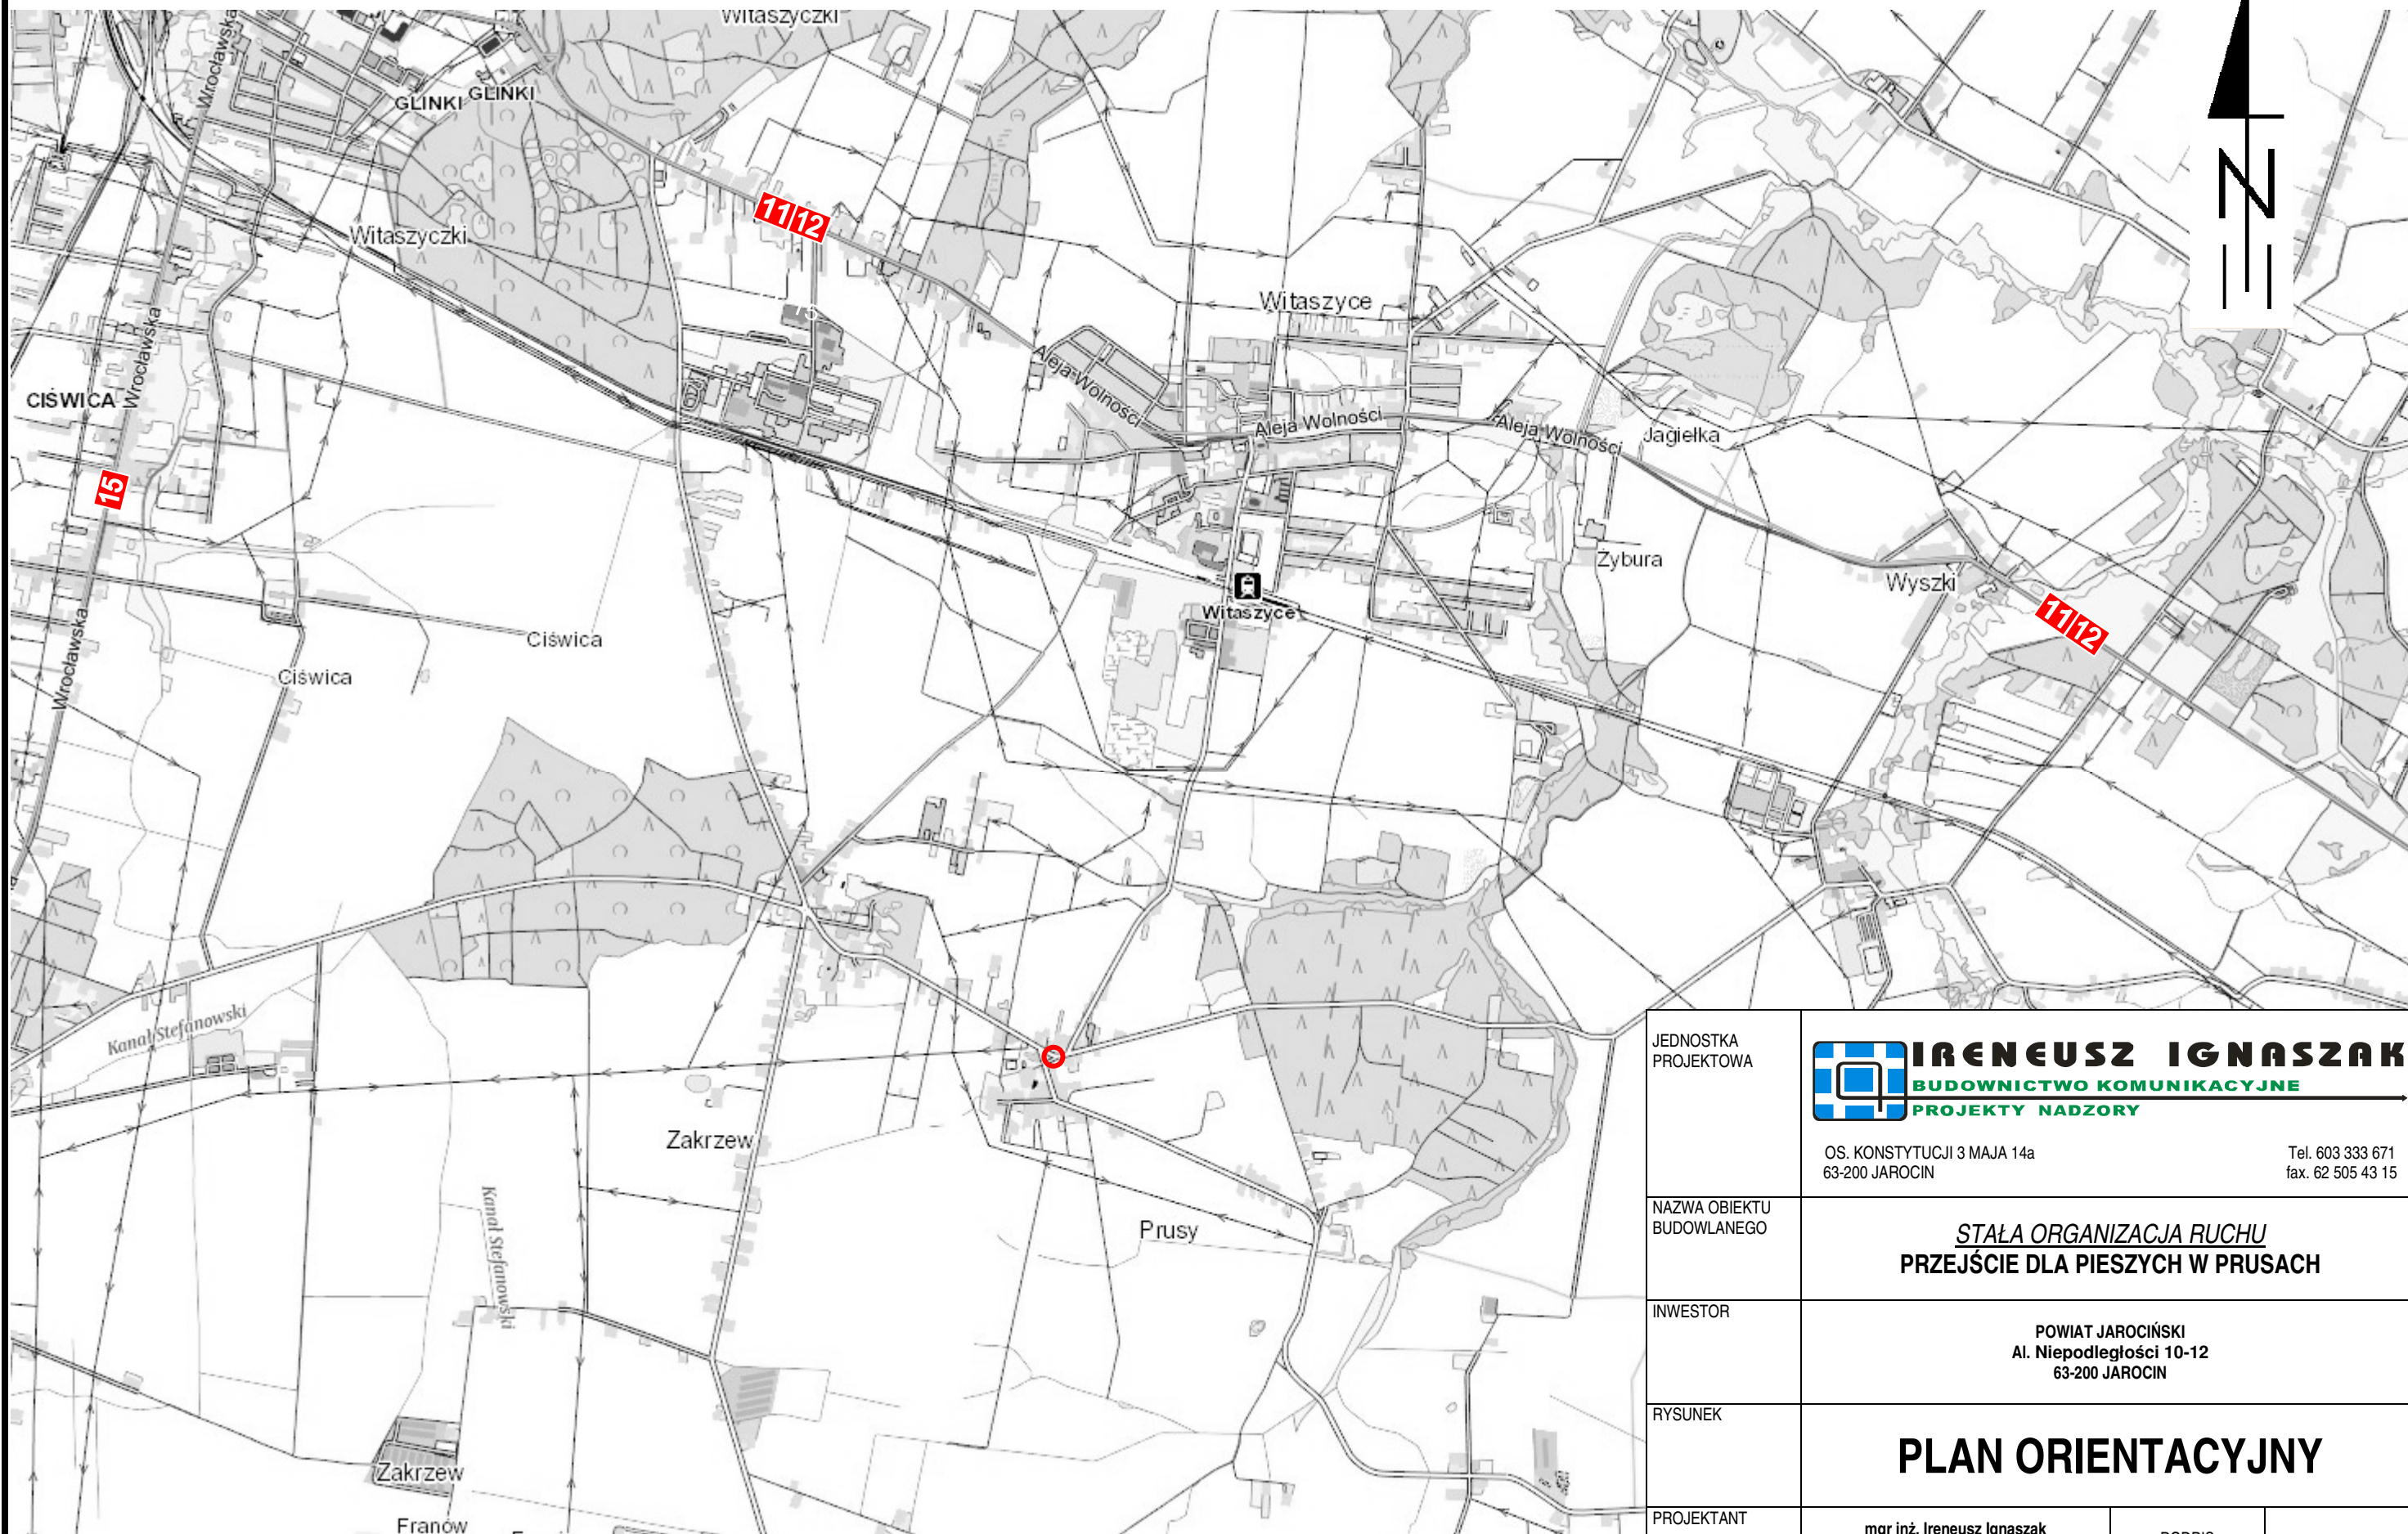 Witaszyczki
Wrocławska
GLINKI GLINKI
Witaszyczki
11|12
N
Witaszyce
Wrocławska
CIŚWICA
Aleja Wolności
Aleja Wolności
Aleja Wolności
Jagiełka
15
Żybura
Wyszki
Witaszyce
11|12
Ciświca
Ciświca
Wrocławska
Kanał Stefanowski
Zakrzew
Kanał Stefanowski
Prusy
Zakrzew
Franów
JEDNOSTKA
PROJEKTOWA
IRENEUSZ IGNASZAK
BUDOWNICTWO KOMUNIKACYJNE
PROJEKTY NADZORY
OS. KONSTYTUCJI 3 MAJA 14a
63-200 JAROCIN
Tel. 603 333 671
fax. 62 505 43 15
NAZWA OBIEKTU
BUDOWLANEGO
STAŁA ORGANIZACJA RUCHU
PRZEJŚCIE DLA PIESZYCH W PRUSACH
INWESTOR
POWIAT JAROCIŃSKI
Al. Niepodległości 10-12
63-200 JAROCIN
RYSUNEK
PLAN ORIENTACYJNY
PROJEKTANT
mgr inż. Ireneusz Ignaszak